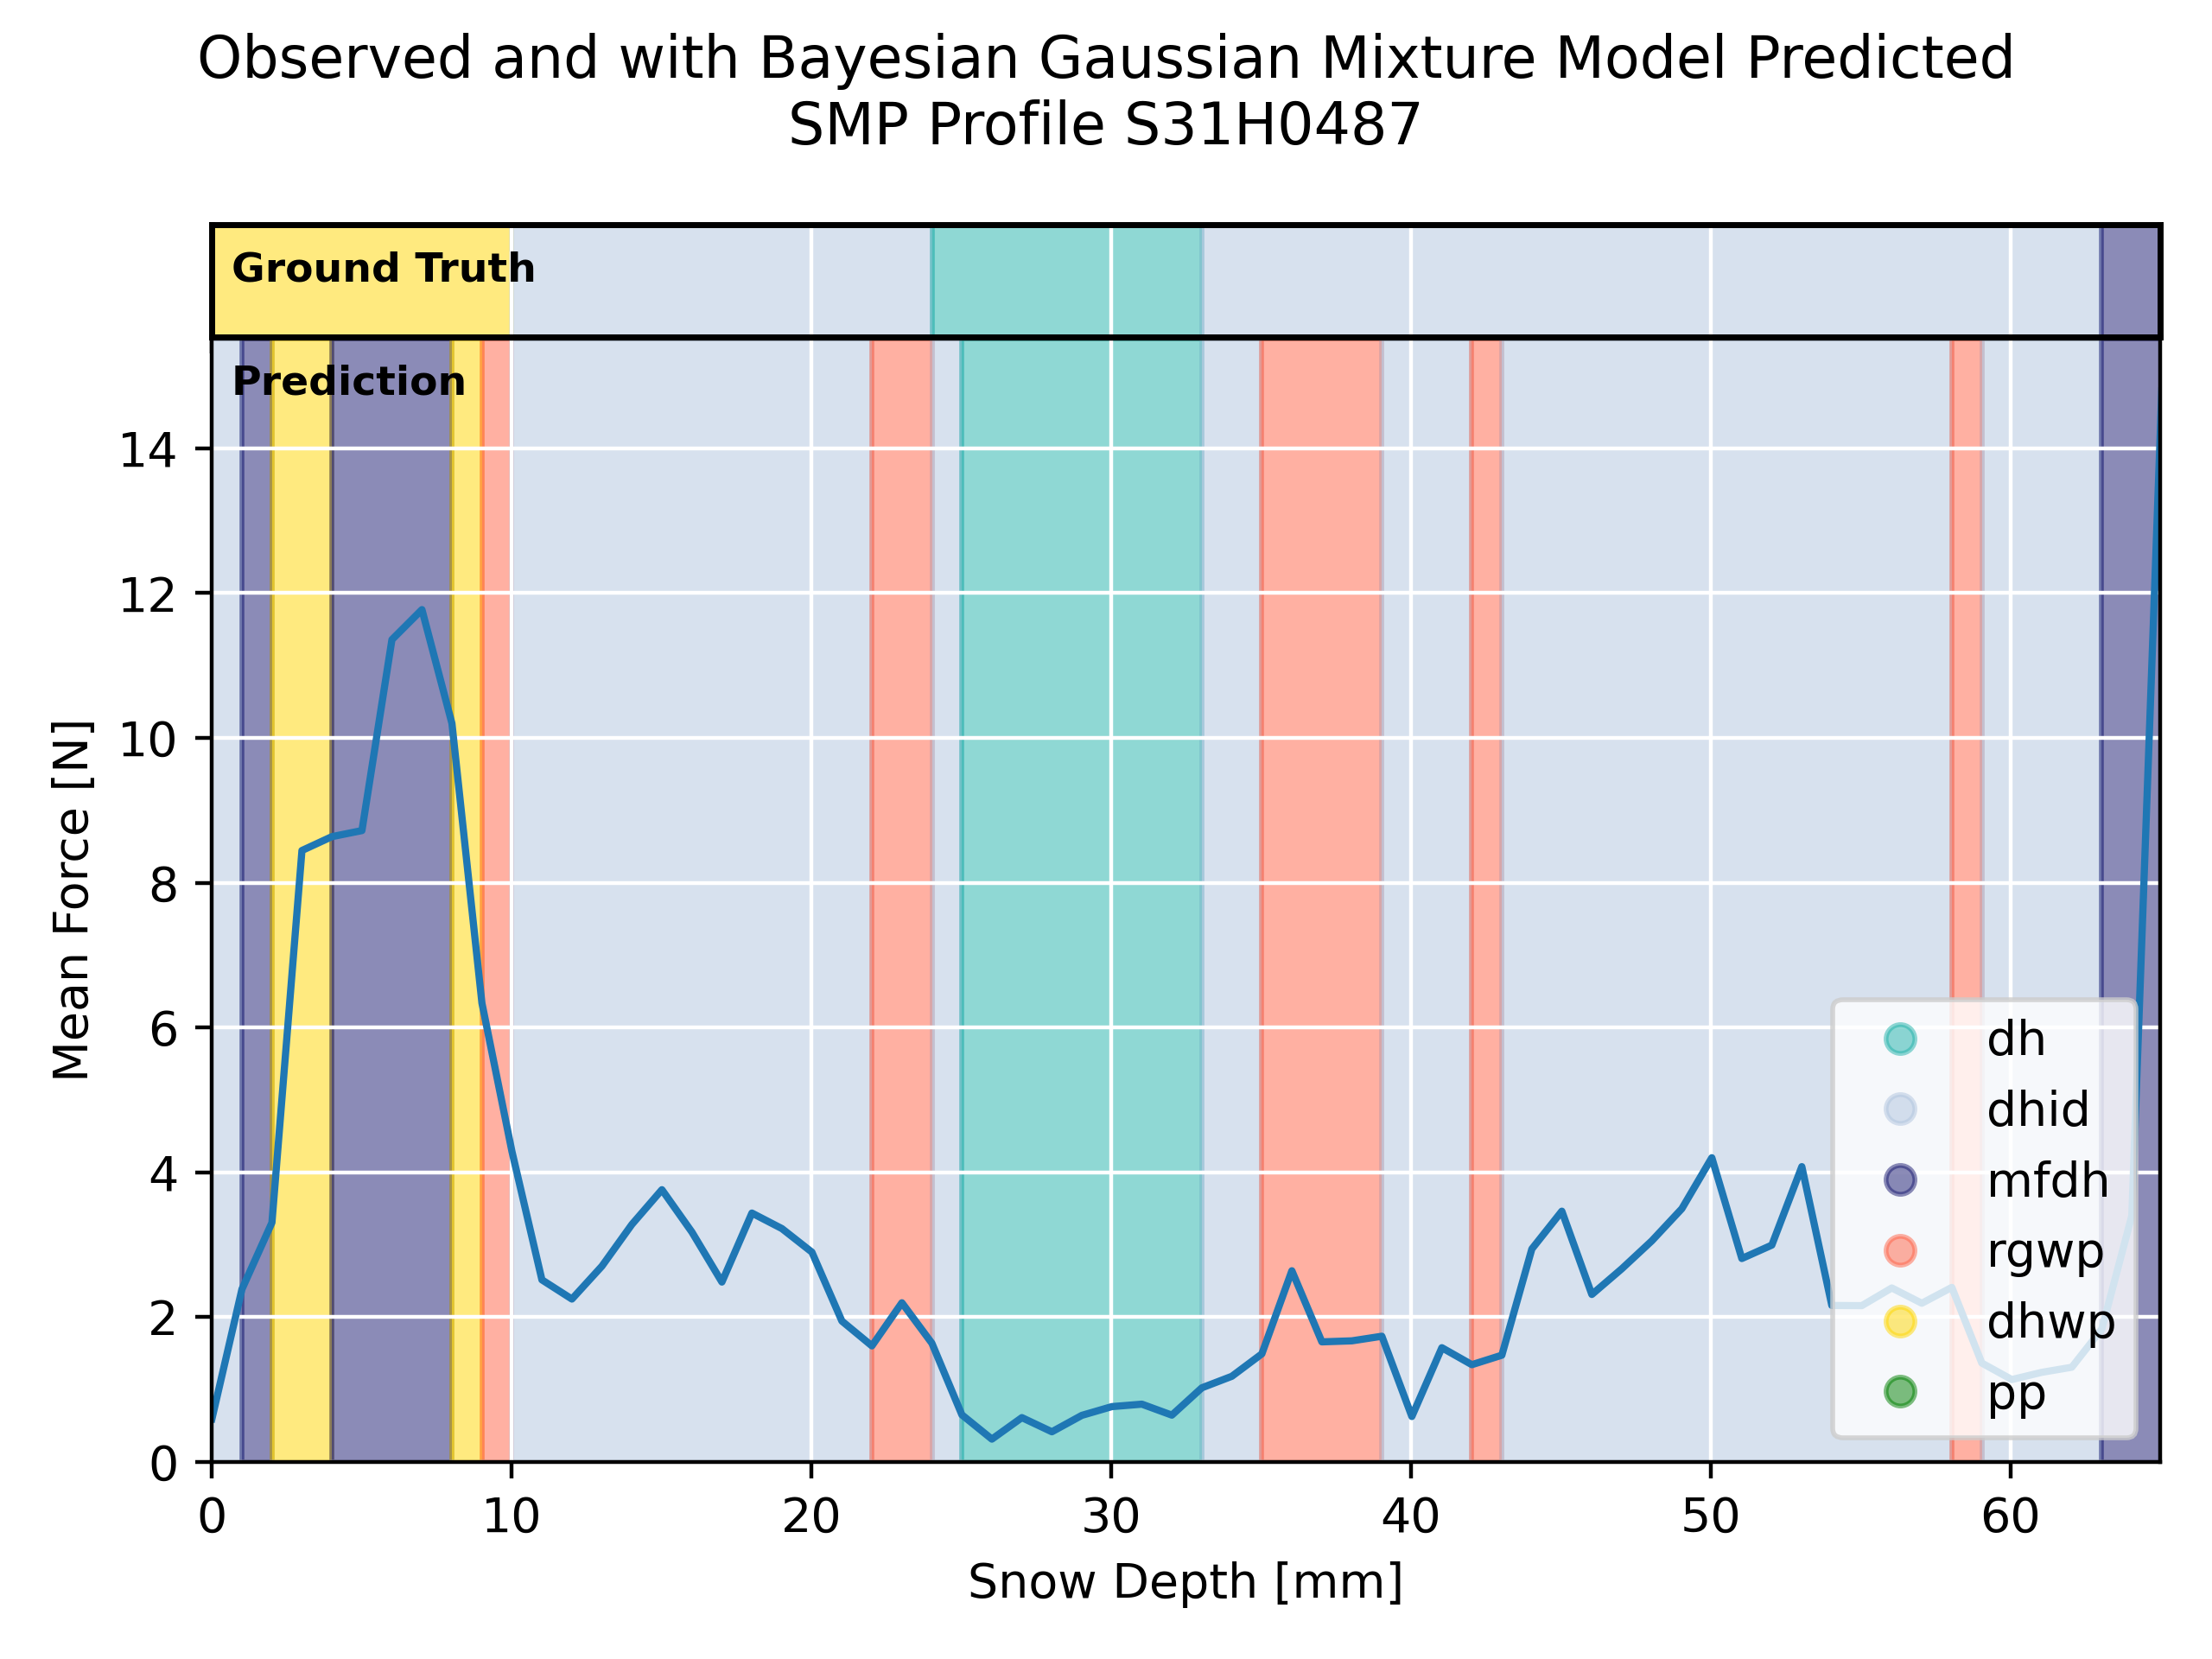 Observed and with Bayesian Gaussian Mixture Model Predicted
SMP Profile S31H0487
Ground Truth
Prediction
14
12
10
8
6
4
2
0
Mean Force [N]
dh
dhid
mfdh
rgwp
dhwp
pp
0 10 20 30 40 50 60
Snow Depth [mm]